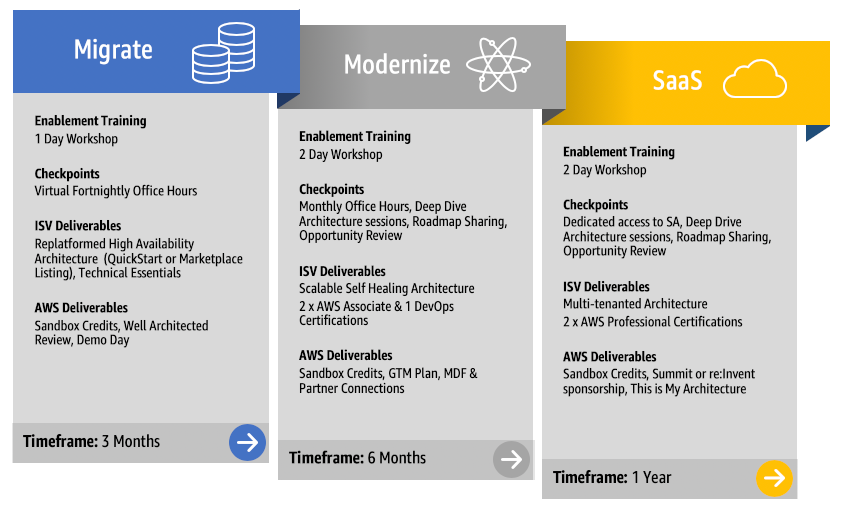 Migrate
Enablement Training
1 Day Workshop
Checkpoints
Virtual Fortnightly Office Hours
ISV Deliverables
Replatformed High Availability
Architecture (QuickStart or Marketplace
Listing), Technical Essentials
AWS Deliverables
Sandbox Credits, Well Architected
Review, Demo Day
Timeframe: 3 Months
Modernize
Enablement Training
2 Day Workshop
Checkpoints
Monthly Office Hours, Deep Dive
Architecture sessions, Roadmap Sharing,
Opportunity Review
ISV Deliverables
Scalable Self Healing Architecture
2 x AWS Associate & 1 DevOps
Certifications
AWS Deliverables
Sandbox Credits, GTM Plan, MDF &
Partner Connections
Timeframe: 6 Months
SaaS
Enablement Training
2 Day Workshop
Checkpoints
Dedicated access to SA, Deep Drive
Architecture sessions, Roadmap Sharing,
Opportunity Review
ISV Deliverables
Multi-tenanted Architecture
2 x AWS Professional Certifications
AWS Deliverables
Sandbox Credits, Summit or re:Invent
sponsorship, This is My Architecture
Timeframe: 1 Year